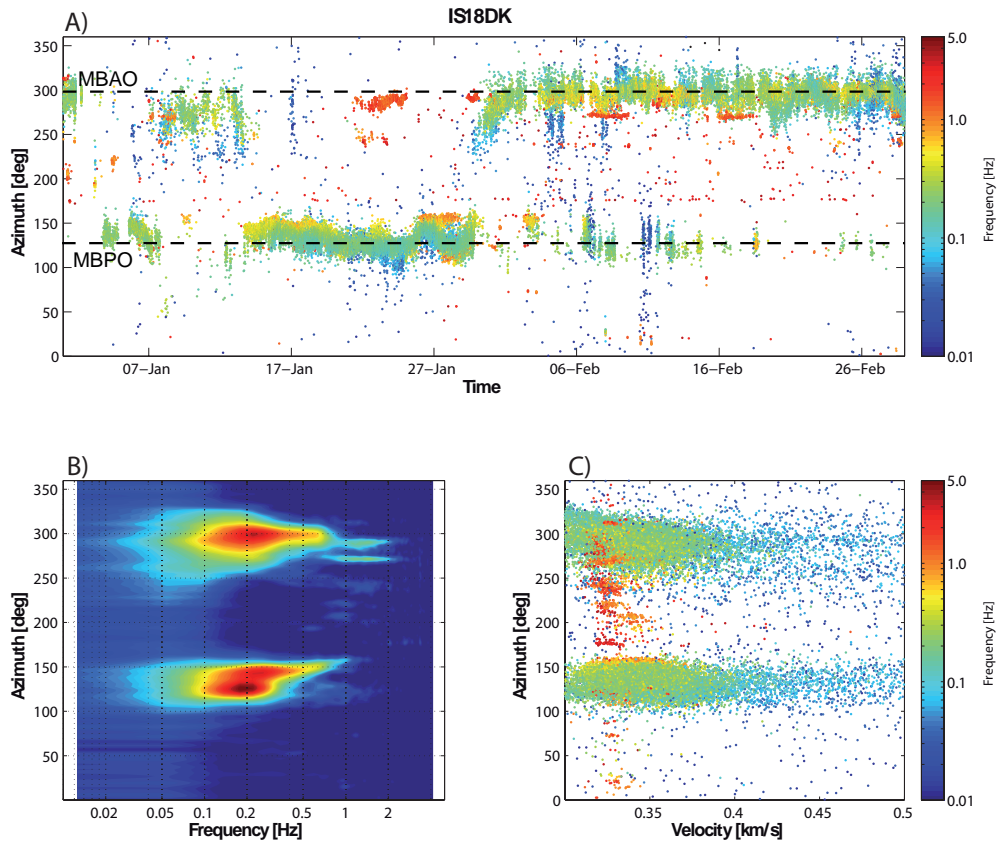 IS18DK
A)
MBAO
MBPO
Azimuth [deg]
350
300
250
200
150
100
50
0
07–Jan
17–Jan
27–Jan
06–Feb
16–Feb
26–Feb
Time
5.0
1.0
0.1
0.01
Frequency [Hz]
B)
Azimuth [deg]
350
300
250
200
150
100
50
0
0.02
0.05
0.1
0.2
0.5
1
2
Frequency [Hz]
C)
Azimuth [deg]
350
300
250
200
150
100
50
0
0.35
0.4
0.45
0.5
Velocity [km/s]
5.0
1.0
0.1
0.01
Frequency [Hz]